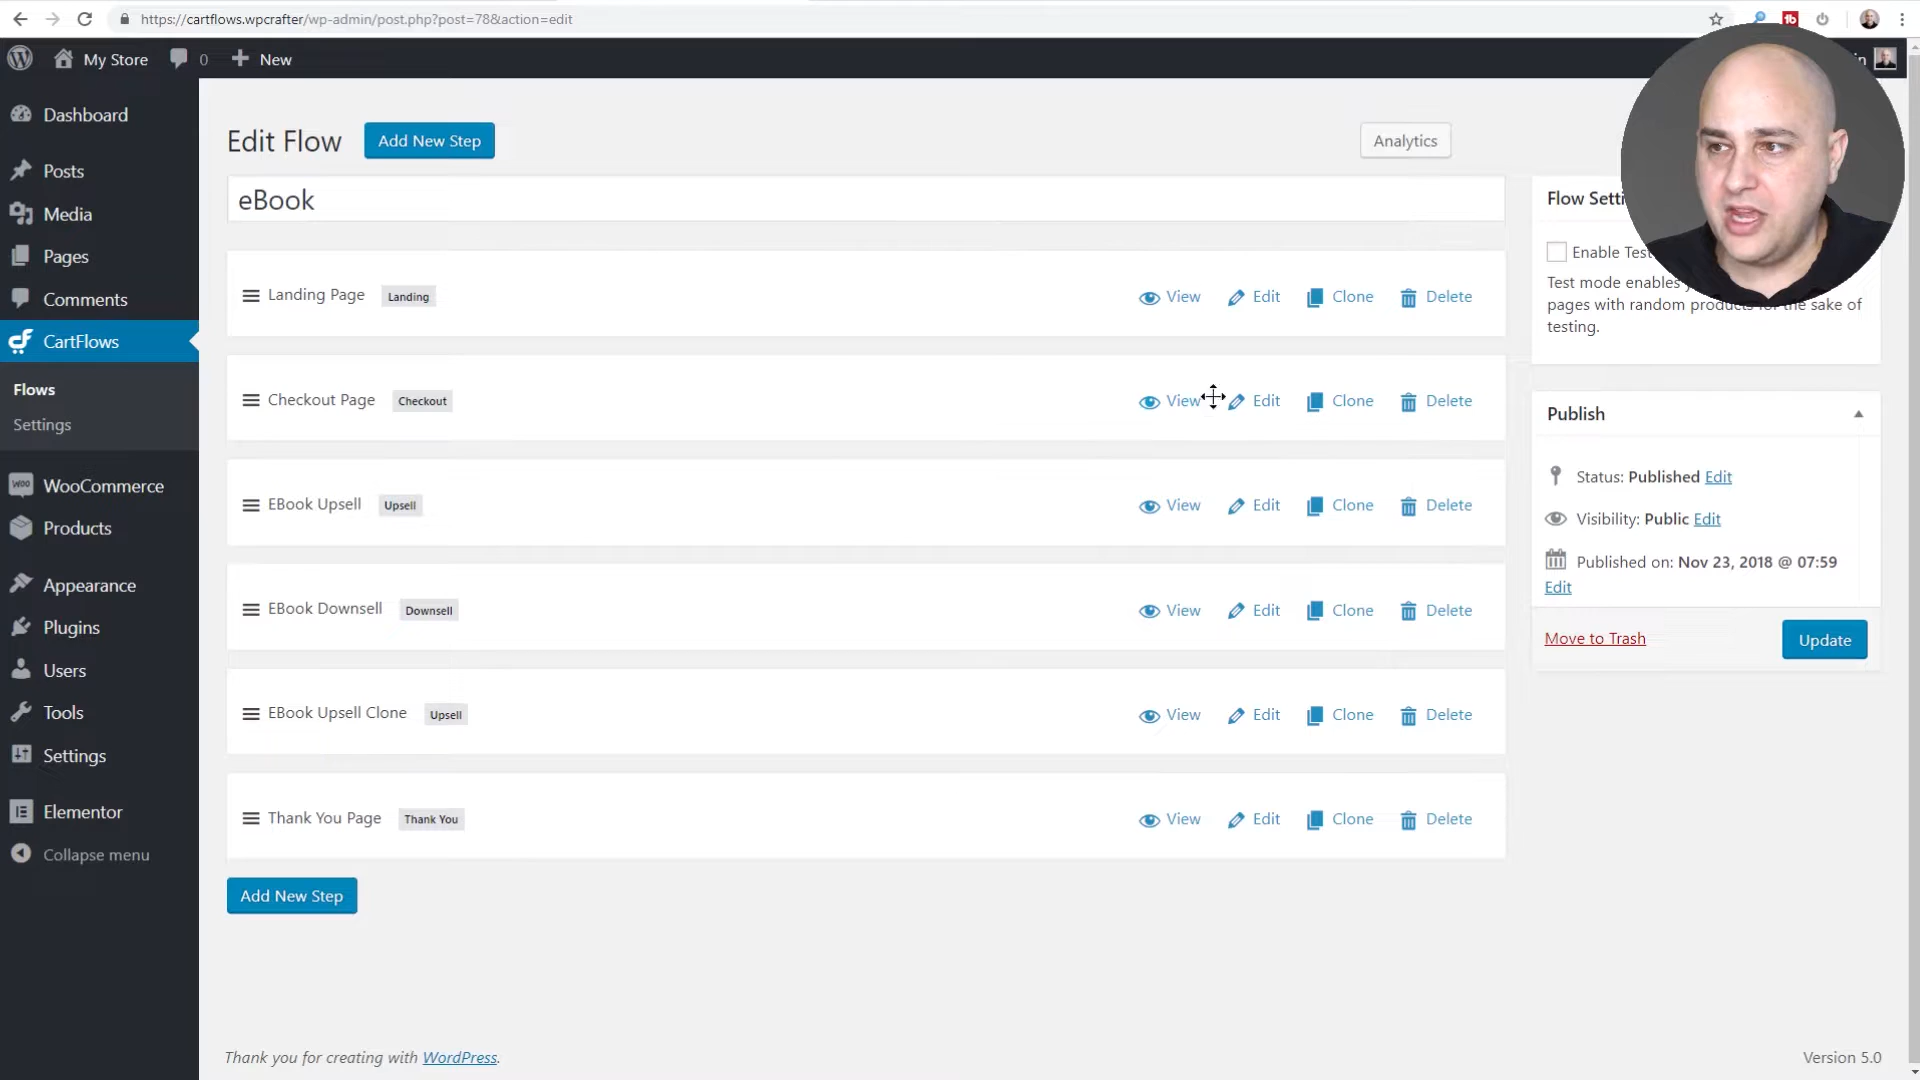 https://cartflows.wpcrafter/wp-admin/post.php?post=78&action=edit
My Store
0
New
Dashboard
Posts
Media
Pages
Comments
CartFlows
Flows
Settings
WooCommerce
Products
Appearance
Plugins
Users
Tools
Settings
Elementor
Collapse menu
Edit Flow
Add New Step
Analytics
eBook
Landing Page Landing View Edit Clone Delete
Checkout Page Checkout View Edit Clone Delete
EBook Upsell Upsell View Edit Clone Delete
EBook Downsell Downsell View Edit Clone Delete
EBook Upsell Clone Upsell View Edit Clone Delete
Thank You Page Thank You View Edit Clone Delete
Add New Step
Flow
Enable Test
Test mode enables
pages with random the sake of
testing.
Publish
Status: Published Edit
Visibility: Public Edit
Published on: Nov 23, 2018 @ 07:59
Edit
Move to Trash
Update
Thank you for creating with WordPress.
Version 5.0